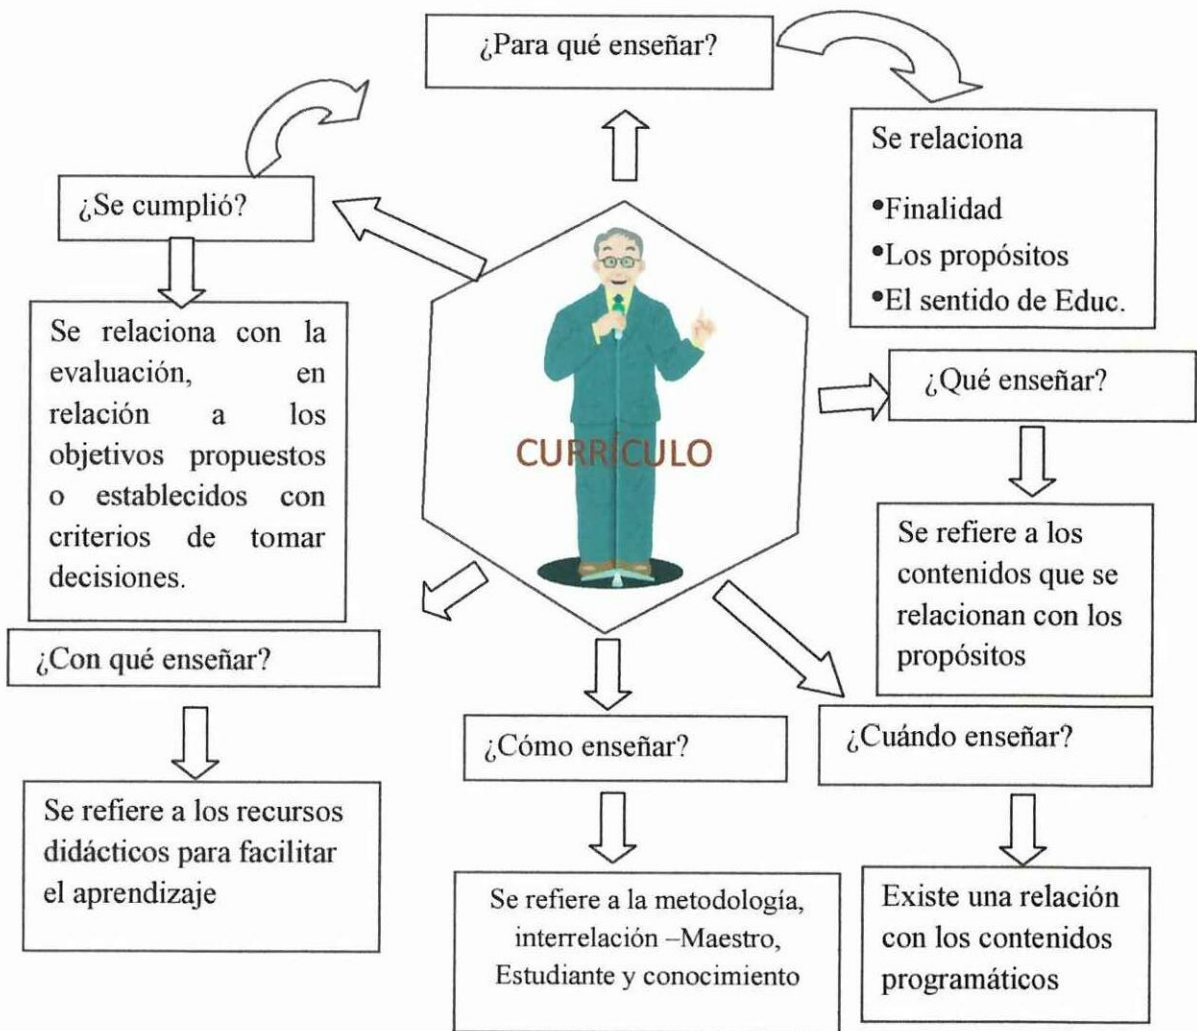 ¿Para qué enseñar?
Se relaciona
•Finalidad
•Los propósitos
•El sentido de Educ.
¿Se cumplió?
Se relaciona con la
evaluación, en
relación a los
objetivos propuestos
o establecidos con
criterios de tomar
decisiones.
CURRÍCULO
¿Qué enseñar?
Se refiere a los
contenidos que se
relacionan con los
propósitos
¿Con qué enseñar?
Se refiere a los recursos
didácticos para facilitar
el aprendizaje
¿Cómo enseñar?
Se refiere a la metodología,
interrelación –Maestro,
Estudiante y conocimiento
¿Cuándo enseñar?
Existe una relación
con los contenidos
programáticos